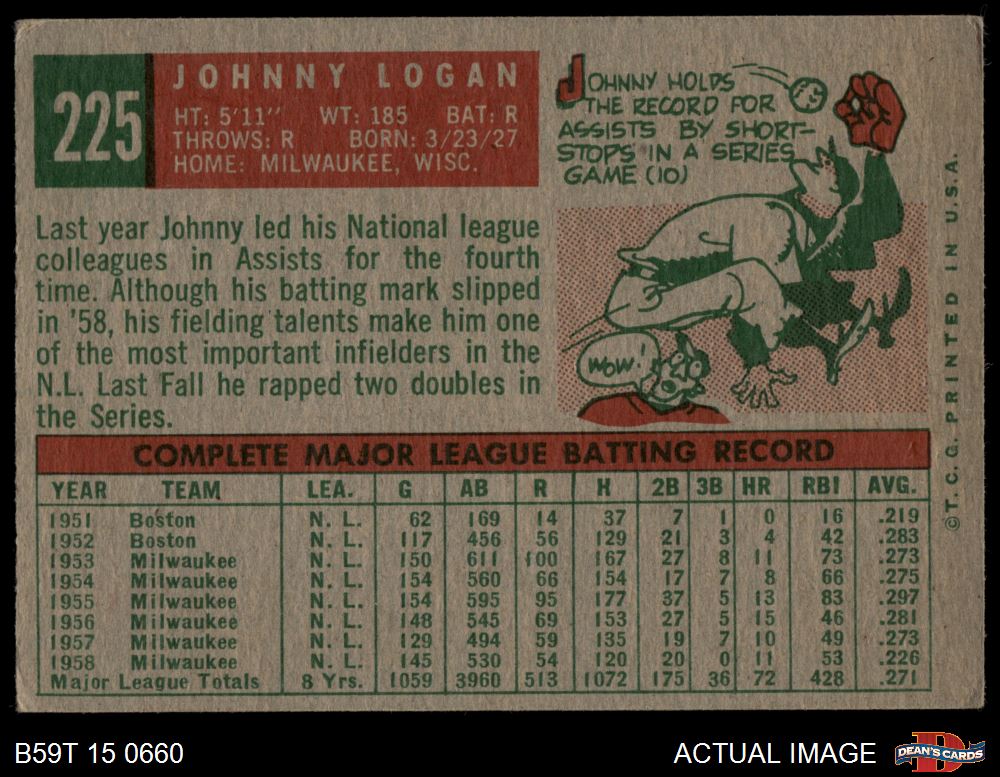 225
JOHNNY LOGAN
HT: 5'11" WT: 185 BAT: R
THROWS: R BORN: 3/23/27
HOME: MILWAUKEE, WISC.
JOHNNY HOLDS
THE RECORD FOR
ASSISTS BY SHORT-
STOPS IN A SERIES
GAME (10)
WOW!
Last year Johnny led his National league
colleagues in Assists for the fourth
time. Although his batting mark slipped
in '58, his fielding talents make him one
of the most important infielders in the
N.L. Last Fall he rapped two doubles in
the Series.
COMPLETE MAJOR LEAGUE BATTING RECORD
YEAR TEAM LEA. G AB R H 2B 3B HR RBI AVG.
1951 Boston N. L. 62 169 14 37 7 1 0 16 .219
1952 Boston N. L. 117 456 56 129 21 3 4 42 .283
1953 Milwaukee N. L. 150 611 100 167 27 8 11 73 .273
1954 Milwaukee N. L. 154 560 66 154 17 7 8 66 .275
1955 Milwaukee N. L. 154 595 95 177 37 5 13 83 .297
1956 Milwaukee N. L. 148 545 69 153 27 5 15 46 .281
1957 Milwaukee N. L. 129 494 59 135 19 7 10 49 .273
1958 Milwaukee N. L. 145 530 54 120 20 0 11 53 .226
Major League Totals 8 Yrs. 1059 3960 513 1072 175 36 72 428 .271
©T.C.G. PRINTED IN U.S.A.
B59T 15 0660
ACTUAL IMAGE
D
DEAN'S CARDS